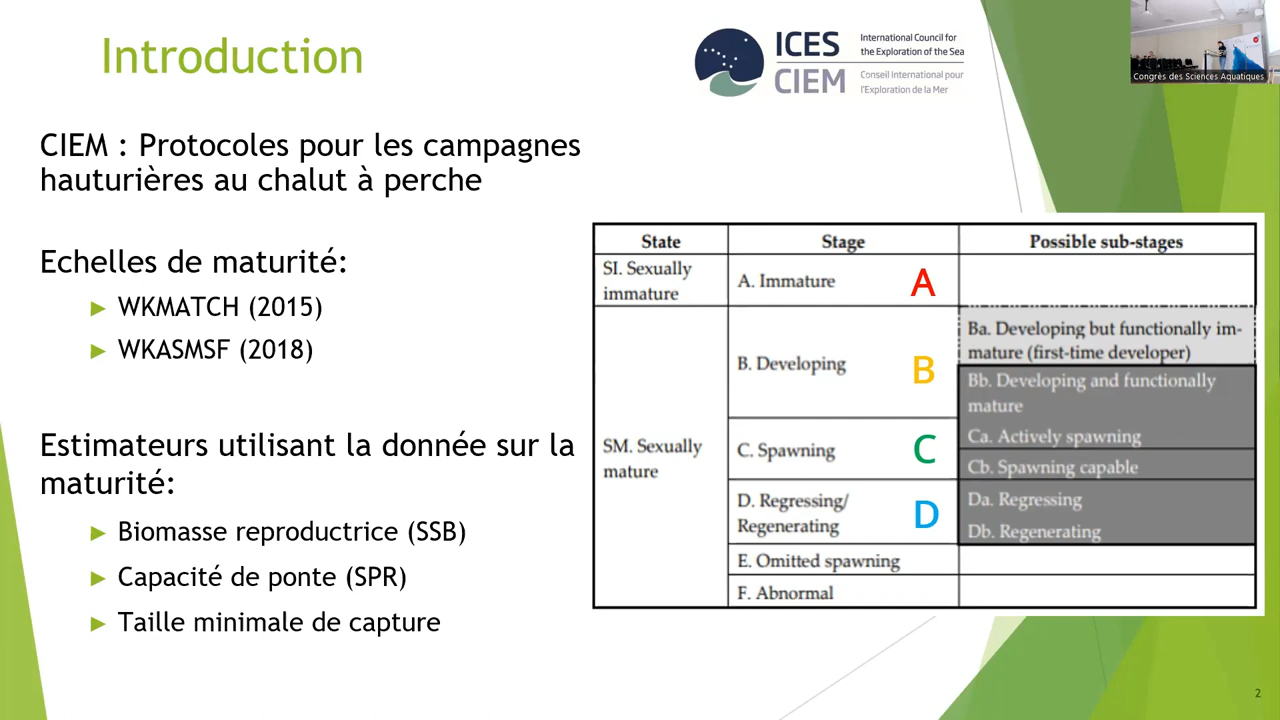 Introduction
ICES
CIEM
International Council for
the Exploration of the Sea
Conseil International pour
l'Exploration de la Mer
Congrès des Sciences Aquatiques
CIEM : Protocoles pour les campagnes
hauturières au chalut à perche
Echelles de maturité:
► WKMATCH (2015)
► WKASMSF (2018)
Estimateurs utilisant la donnée sur la
maturité:
► Biomasse reproductrice (SSB)
► Capacité de ponte (SPR)
► Taille minimale de capture
State Stage Possible sub-stages
SI. Sexually
immature
A. Immature A
SM. Sexually
mature
B. Developing B
Ba. Developing but functionally im-
mature (first-time developer)
Bb. Developing and functionally
mature
C. Spawning C
Ca. Actively spawning
Cb. Spawning capable
D. Regressing/
Regenerating
D
Da. Regressing
Db. Regenerating
E. Omitted spawning
F. Abnormal
2